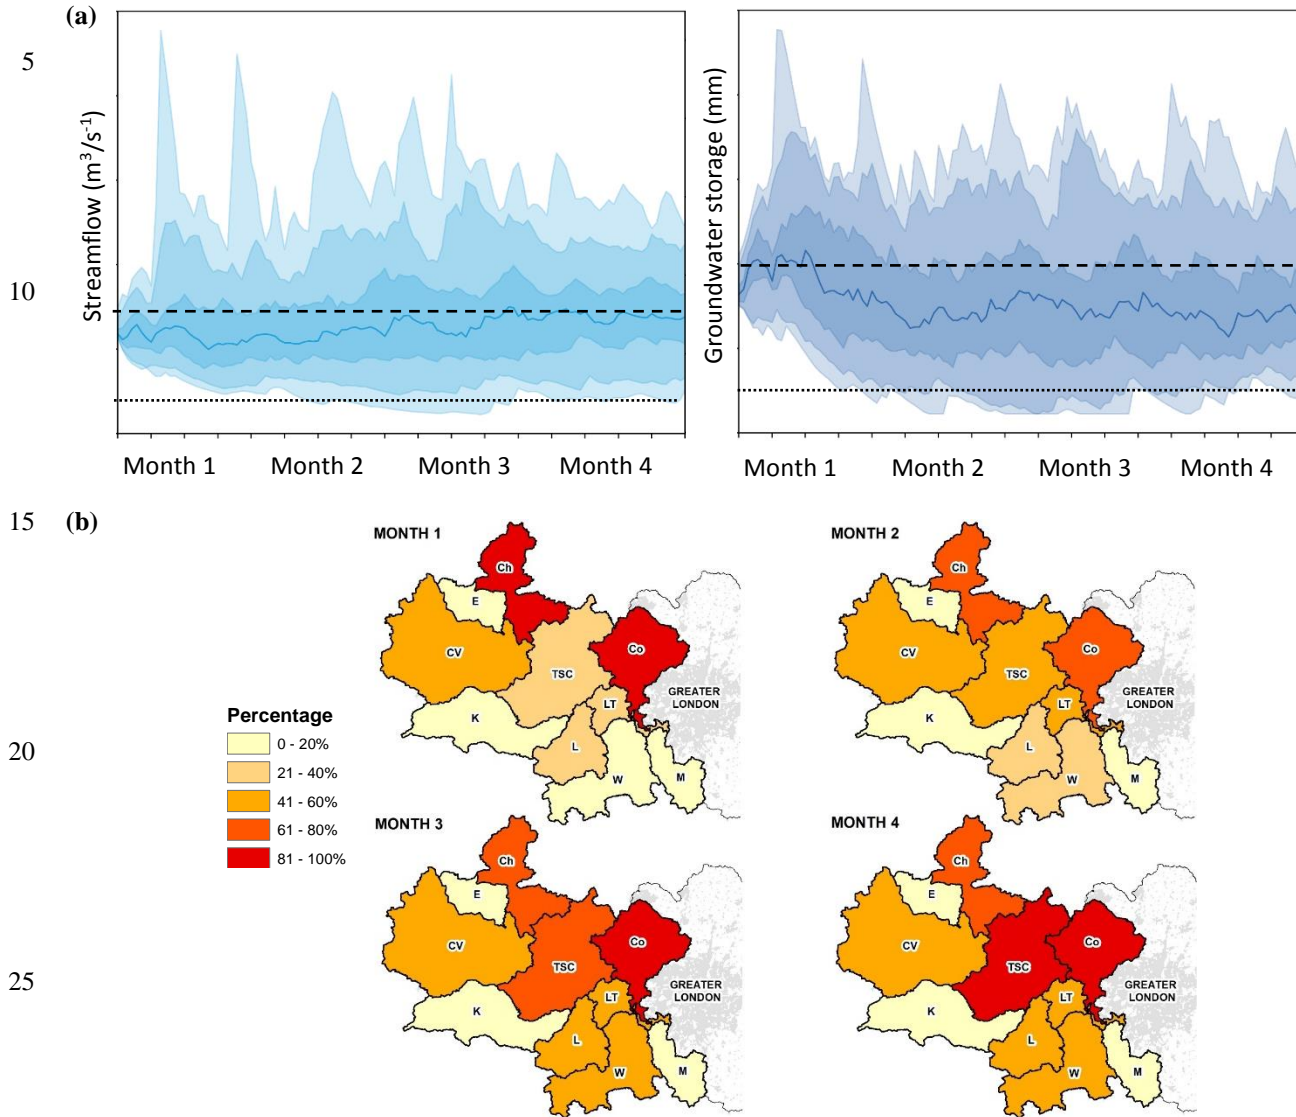 (a)
5
10
Streamflow (m³/s⁻¹)
Month 1 Month 2 Month 3 Month 4
Groundwater storage (mm)
Month 1 Month 2 Month 3 Month 4
15
(b)
20
25
Percentage
0 - 20%
21 - 40%
41 - 60%
61 - 80%
81 - 100%
MONTH 1
Ch
E
CV
Co
TSC
GREATER
LONDON
LT
K
L
W
M
MONTH 2
Ch
E
CV
Co
TSC
GREATER
LONDON
LT
K
L
W
M
MONTH 3
Ch
E
CV
Co
TSC
GREATER
LONDON
LT
K
L
W
M
MONTH 4
Ch
E
CV
Co
TSC
GREATER
LONDON
LT
K
L
W
M